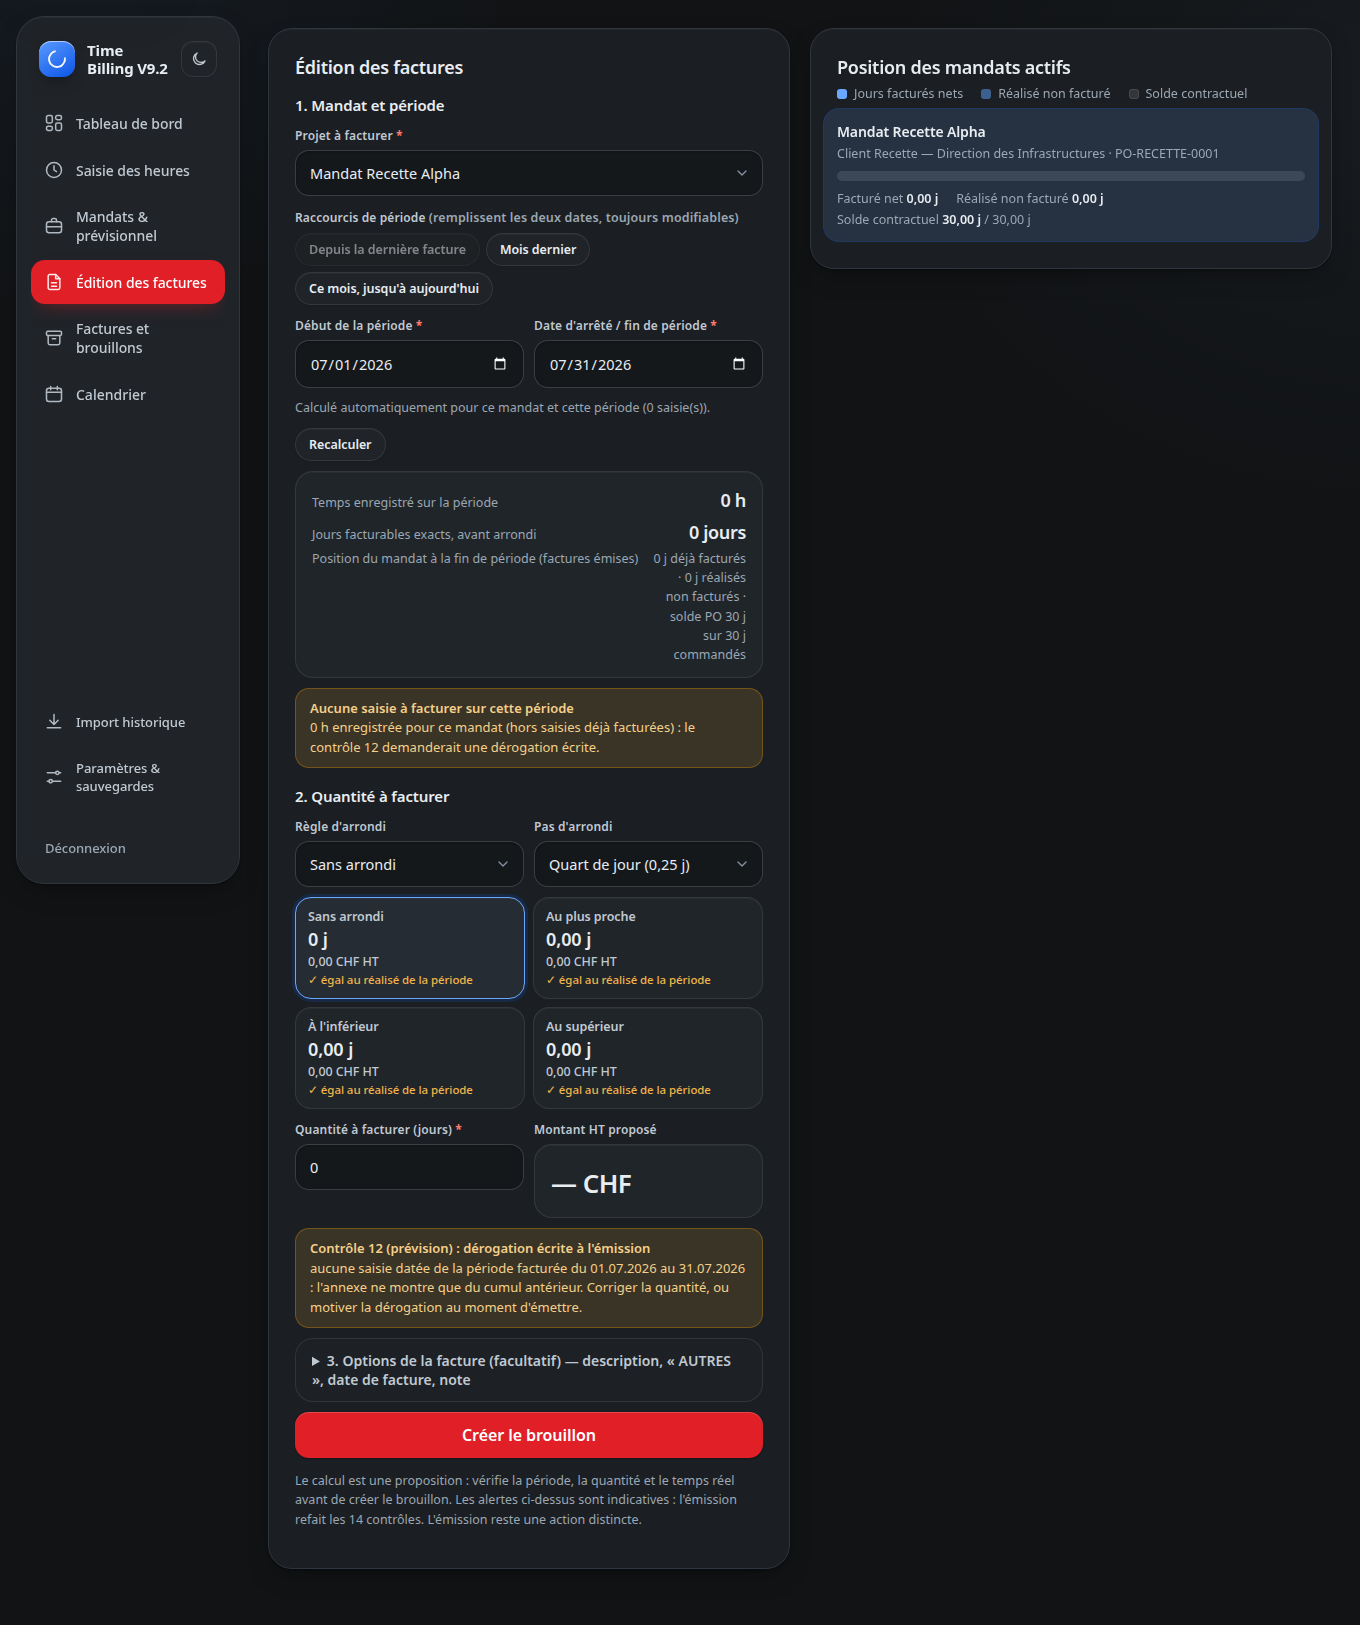 Time
Billing V9.2
Tableau de bord
Saisie des heures
Mandats &
prévisionnel
Édition des factures
Factures et
brouillons
Calendrier
Import historique
Paramètres &
sauvegardes
Déconnexion
Édition des factures
1. Mandat et période
Projet à facturer *
Mandat Recette Alpha
Raccourcis de période (remplissent les deux dates, toujours modifiables)
Depuis la dernière facture
Mois dernier
Ce mois, jusqu'à aujourd'hui
Début de la période *
Date d'arrêté / fin de période *
07/01/2026
07/31/2026
Calculé automatiquement pour ce mandat et cette période (0 saisie(s)).
Recalculer
Temps enregistré sur la période
0 h
Jours facturables exacts, avant arrondi
0 jours
Position du mandat à la fin de période (factures émises)
0 j déjà facturés
· 0 j réalisés
non facturés ·
solde PO 30 j
sur 30 j
commandés
Aucune saisie à facturer sur cette période
0 h enregistrée pour ce mandat (hors saisies déjà facturées) : le
contrôle 12 demanderait une dérogation écrite.
2. Quantité à facturer
Règle d'arrondi
Pas d'arrondi
Sans arrondi
Quart de jour (0,25 j)
Sans arrondi
0 j
0,00 CHF HT
✓ égal au réalisé de la période
Au plus proche
0,00 j
0,00 CHF HT
✓ égal au réalisé de la période
À l'inférieur
0,00 j
0,00 CHF HT
✓ égal au réalisé de la période
Au supérieur
0,00 j
0,00 CHF HT
✓ égal au réalisé de la période
Quantité à facturer (jours) *
0
Montant HT proposé
— CHF
Contrôle 12 (prévision) : dérogation écrite à l'émission
aucune saisie datée de la période facturée du 01.07.2026 au 31.07.2026
: l'annexe ne montre que du cumul antérieur. Corriger la quantité, ou
motiver la dérogation au moment d'émettre.
▶ 3. Options de la facture (facultatif) — description, « AUTRES
», date de facture, note
Créer le brouillon
Le calcul est une proposition : vérifie la période, la quantité et le temps réel
avant de créer le brouillon. Les alertes ci-dessus sont indicatives : l'émission
refait les 14 contrôles. L'émission reste une action distincte.
Position des mandats actifs
Jours facturés nets
Réalisé non facturé
Solde contractuel
Mandat Recette Alpha
Client Recette — Direction des Infrastructures · PO-RECETTE-0001
Facturé net 0,00 j
Réalisé non facturé 0,00 j
Solde contractuel 30,00 j / 30,00 j